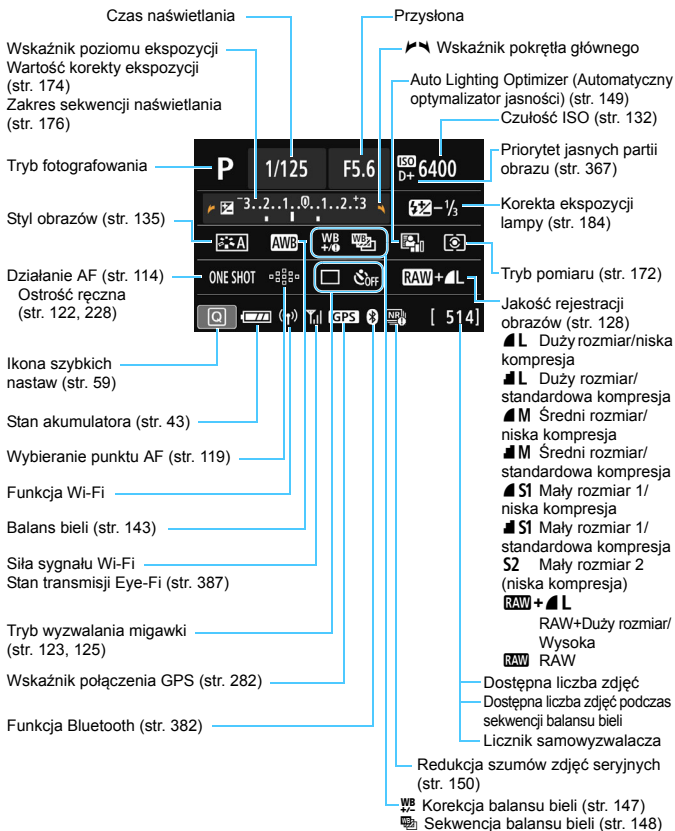 Czas naświetlania
Przysłona
Wskaźnik poziomu ekspozycji
Wartość korekty ekspozycji
(str. 174)
Zakres sekwencji naświetlania
(str. 176)
Wskaźnik pokrętła głównego
Auto Lighting Optimizer (Automatyczny
optymalizator jasności) (str. 149)
Czułość ISO (str. 132)
Tryb fotografowania
Priorytet jasnych partii
obrazu (str. 367)
P 1/125 F5.6 ISO D+ 6400
-3..2..1..0..1..2..+3 -1/3
Korekta ekspozycji
lampy (str. 184)
Styl obrazów (str. 135)
A AWB WB +/- WB
Tryb pomiaru (str. 172)
Działanie AF (str. 114)
Ostrość ręczna
(str. 122, 228)
ONE SHOT OFF RAW+L
Q GPS NR [ 514]
Jakość rejestracji
obrazów (str. 128)
L Duży rozmiar/niska
kompresja
L Duży rozmiar/
standardowa kompresja
M Średni rozmiar/
niska kompresja
M Średni rozmiar/
standardowa kompresja
S1 Mały rozmiar 1/
niska kompresja
S1 Mały rozmiar 1/
standardowa kompresja
S2 Mały rozmiar 2
(niska kompresja)
RAW+L
RAW+Duży rozmiar/
Wysoka
RAW RAW
Ikona szybkich
nastaw (str. 59)
Stan akumulatora (str. 43)
Wybieranie punktu AF (str. 119)
Funkcja Wi-Fi
Balans bieli (str. 143)
Siła sygnału Wi-Fi
Stan transmisji Eye-Fi (str. 387)
Tryb wyzwalania migawki
(str. 123, 125)
Wskaźnik połączenia GPS (str. 282)
Funkcja Bluetooth (str. 382)
Dostępna liczba zdjęć
Dostępna liczba zdjęć podczas
sekwencji balansu bieli
Licznik samowyzwalacza
Redukcja szumów zdjęć seryjnych
(str. 150)
WB +/- Korekcja balansu bieli (str. 147)
WB Sekwencja balansu bieli (str. 148)